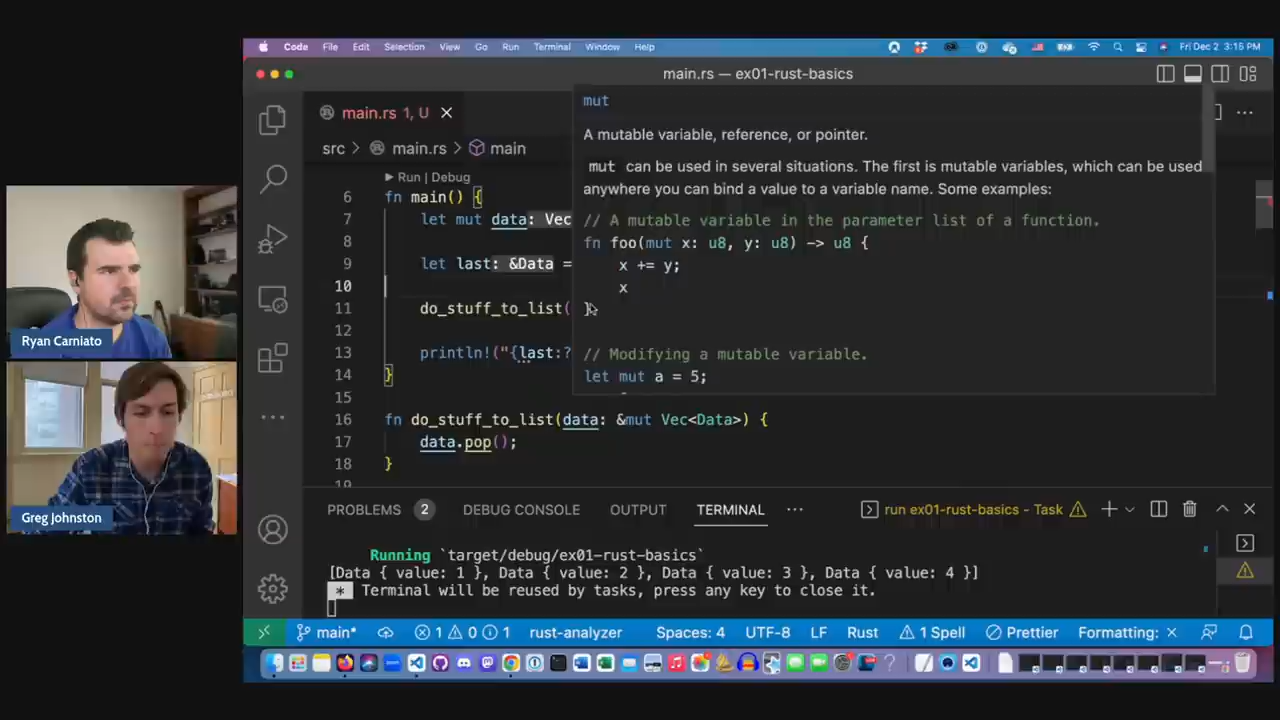 Code File Edit Selection View Go Run Terminal Window Help Fri Dec 2 3:15 PM
main.rs — ex01-rust-basics
main.rs 1, U
src > main.rs > main
Run | Debug
6 fn main() {
7 let mut data: Vec
8
9 let last: &Data =
10
11 do_stuff_to_list(
12
13 println!("{last:?
14 }
15
16 fn do_stuff_to_list(data: &mut Vec<Data>) {
17 data.pop();
18 }
19
mut
A mutable variable, reference, or pointer.
mut can be used in several situations. The first is mutable variables, which can be used
anywhere you can bind a value to a variable name. Some examples:
// A mutable variable in the parameter list of a function.
fn foo(mut x: u8, y: u8) -> u8 {
x += y;
x
}
// Modifying a mutable variable.
let mut a = 5;
Ryan Carniato
Greg Johnston
PROBLEMS 2 DEBUG CONSOLE OUTPUT TERMINAL ··· run ex01-rust-basics - Task
Running `target/debug/ex01-rust-basics`
[Data { value: 1 }, Data { value: 2 }, Data { value: 3 }, Data { value: 4 }]
* Terminal will be reused by tasks, press any key to close it.
main* 1 0 1 rust-analyzer Spaces: 4 UTF-8 LF Rust 1 Spell Prettier Formatting: ×